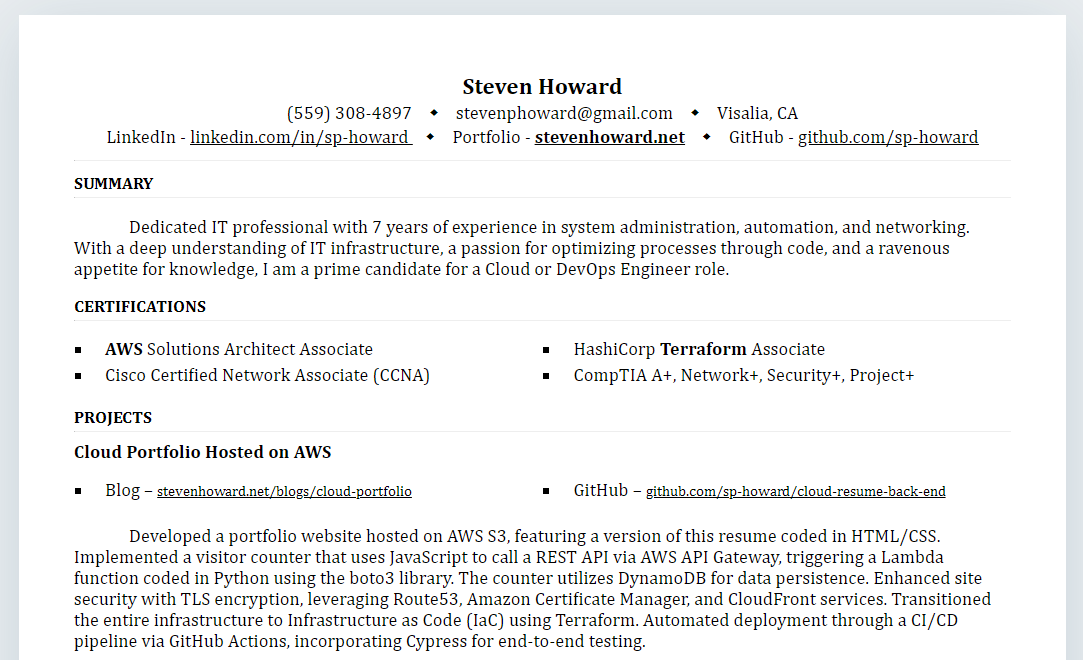 Steven Howard
(559) 308-4897 ◆ stevenphoward@gmail.com ◆ Visalia, CA
LinkedIn - linkedin.com/in/sp-howard ◆ Portfolio - stevenhoward.net ◆ GitHub - github.com/sp-howard
SUMMARY
Dedicated IT professional with 7 years of experience in system administration, automation, and networking.
With a deep understanding of IT infrastructure, a passion for optimizing processes through code, and a ravenous
appetite for knowledge, I am a prime candidate for a Cloud or DevOps Engineer role.
CERTIFICATIONS
▪ AWS Solutions Architect Associate ▪ HashiCorp Terraform Associate
▪ Cisco Certified Network Associate (CCNA) ▪ CompTIA A+, Network+, Security+, Project+
PROJECTS
Cloud Portfolio Hosted on AWS
▪ Blog – stevenhoward.net/blogs/cloud-portfolio ▪ GitHub – github.com/sp-howard/cloud-resume-back-end
Developed a portfolio website hosted on AWS S3, featuring a version of this resume coded in HTML/CSS.
Implemented a visitor counter that uses JavaScript to call a REST API via AWS API Gateway, triggering a Lambda
function coded in Python using the boto3 library. The counter utilizes DynamoDB for data persistence. Enhanced site
security with TLS encryption, leveraging Route53, Amazon Certificate Manager, and CloudFront services. Transitioned
the entire infrastructure to Infrastructure as Code (IaC) using Terraform. Automated deployment through a CI/CD
pipeline via GitHub Actions, incorporating Cypress for end-to-end testing.